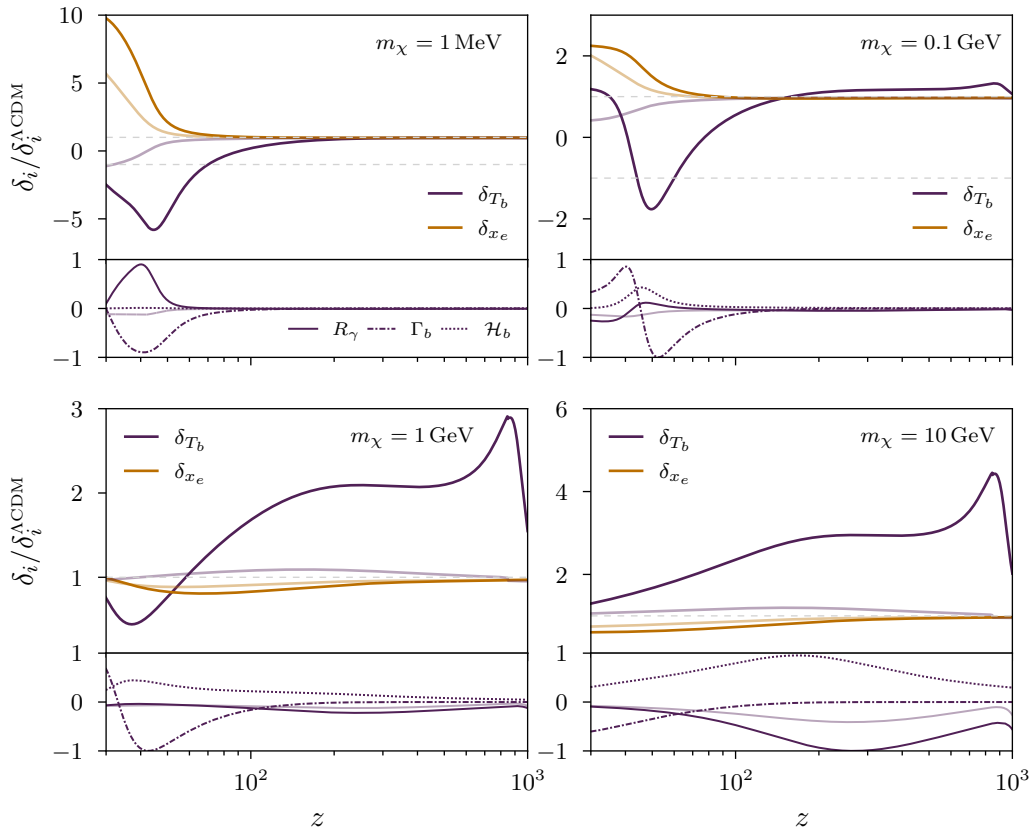 10
5
0
−5
δ_i/δ_i^ΛCDM
m_χ = 1 MeV
δ_{T_b}
δ_{x_e}
1
0
−1
R_γ Γ_b ℋ_b
2
0
−2
m_χ = 0.1 GeV
δ_{T_b}
δ_{x_e}
1
0
−1
3
2
1
δ_i/δ_i^ΛCDM
δ_{T_b}
δ_{x_e}
m_χ = 1 GeV
1
0
−1
10^2
10^3
z
6
4
2
δ_{T_b}
δ_{x_e}
m_χ = 10 GeV
1
0
−1
10^2
10^3
z